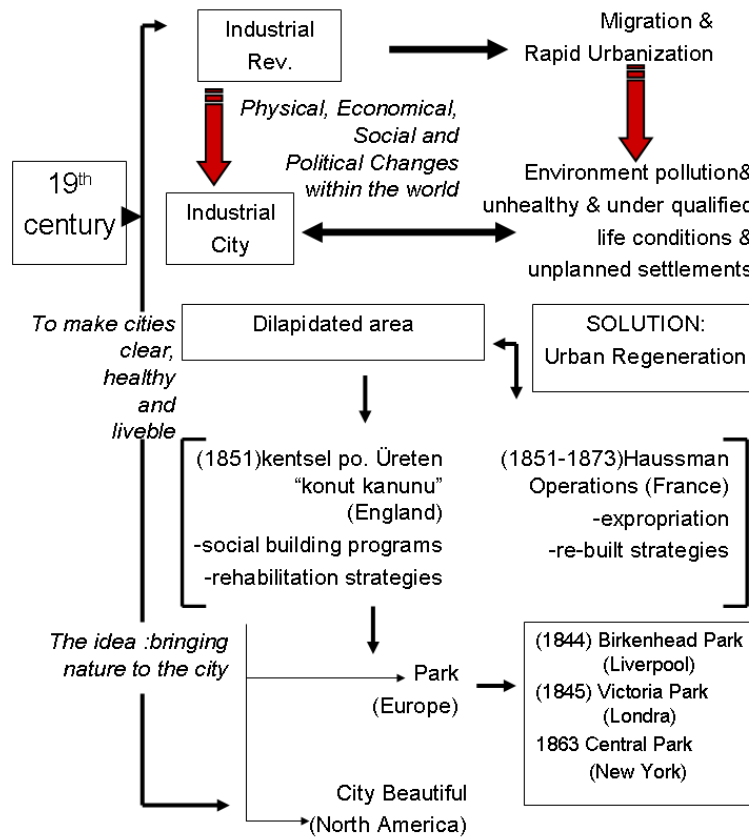 Industrial
Rev.
Migration &
Rapid Urbanization
Physical, Economical,
Social and
Political Changes
within the world
19th
century
Industrial
City
Environment pollution&
unhealthy & under qualified
life conditions &
unplanned settlements
To make cities
clear,
healthy
and
liveble
Dilapidated area
SOLUTION:
Urban Regeneration
(1851)kentsel po. Üreten
“konut kanunu”
(England)
-social building programs
-rehabilitation strategies
(1851-1873)Haussman
Operations (France)
-expropriation
-re-built strategies
The idea :bringing
nature to the city
Park
(Europe)
(1844) Birkenhead Park
(Liverpool)
(1845) Victoria Park
(Londra)
1863 Central Park
(New York)
City Beautiful
(North America)